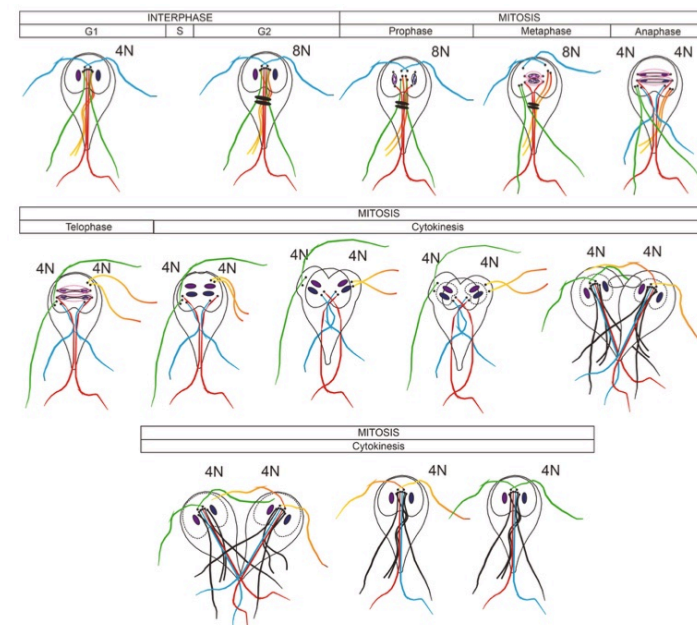 INTERPHASE MITOSIS
G1 S G2 Prophase Metaphase Anaphase
4N 8N 8N 8N 4N 4N
MITOSIS
Telophase Cytokinesis
4N 4N 4N 4N 4N 4N 4N 4N 4N 4N
MITOSIS
Cytokinesis
4N 4N 4N 4N